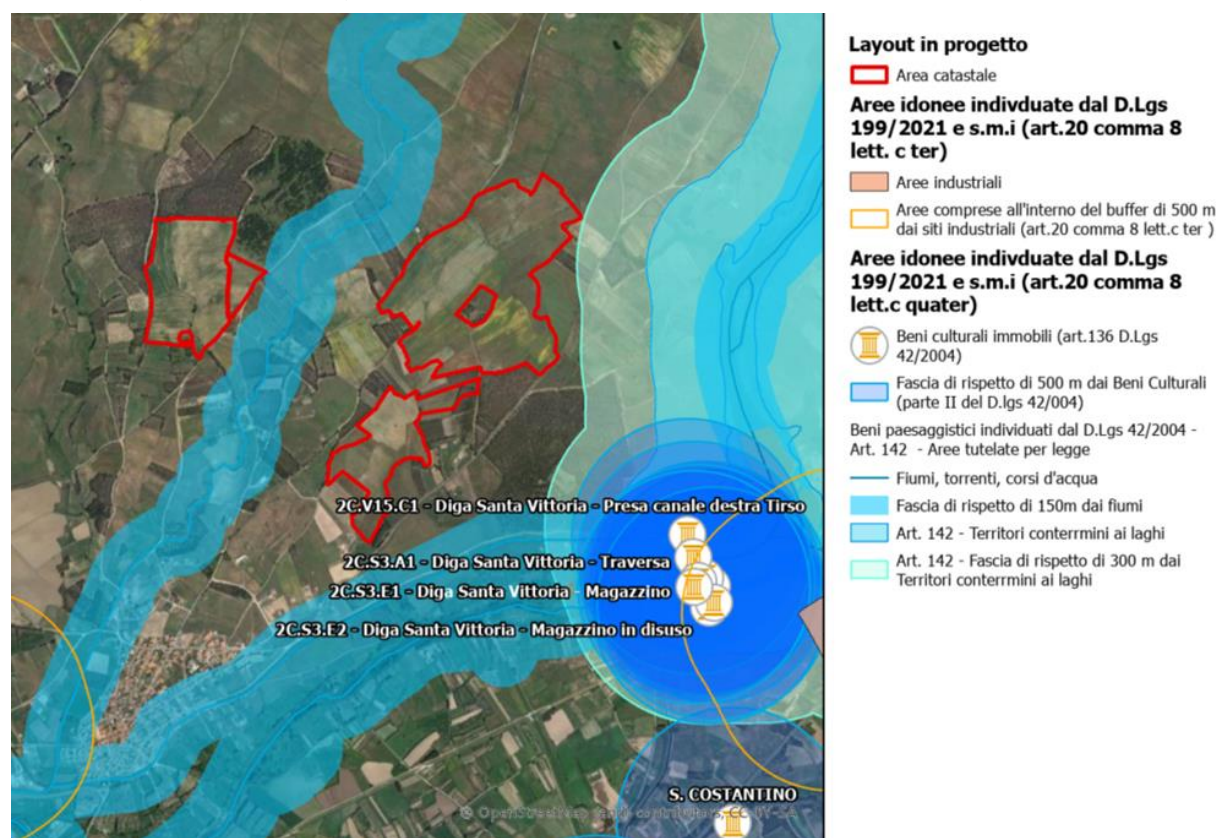 2C.V15.C1 - Diga Santa Vittoria - Presa canale destra Tirso
2C.S3.A1 - Diga Santa Vittoria - Traversa
2C.S3.E1 - Diga Santa Vittoria - Magazzino
2C.S3.E2 - Diga Santa Vittoria - Magazzino in disuso
S. COSTANTINO
© OpenStreetMap (and) contributors, CC-BY-SA
Layout in progetto
Area catastale
Aree idonee indivduate dal D.Lgs
199/2021 e s.m.i (art.20 comma 8
lett. c ter)
Aree industriali
Aree comprese all'interno del buffer di 500 m
dai siti industriali (art.20 comma 8 lett.c ter )
Aree idonee indivduate dal D.Lgs
199/2021 e s.m.i (art.20 comma 8
lett.c quater)
Beni culturali immobili (art.136 D.Lgs
42/2004)
Fascia di rispetto di 500 m dai Beni Culturali
(parte II del D.lgs 42/004)
Beni paesaggistici individuati dal D.Lgs 42/2004 -
Art. 142 - Aree tutelate per legge
Fiumi, torrenti, corsi d'acqua
Fascia di rispetto di 150m dai fiumi
Art. 142 - Territori conterrmini ai laghi
Art. 142 - Fascia di rispetto di 300 m dai
Territori conterrmini ai laghi